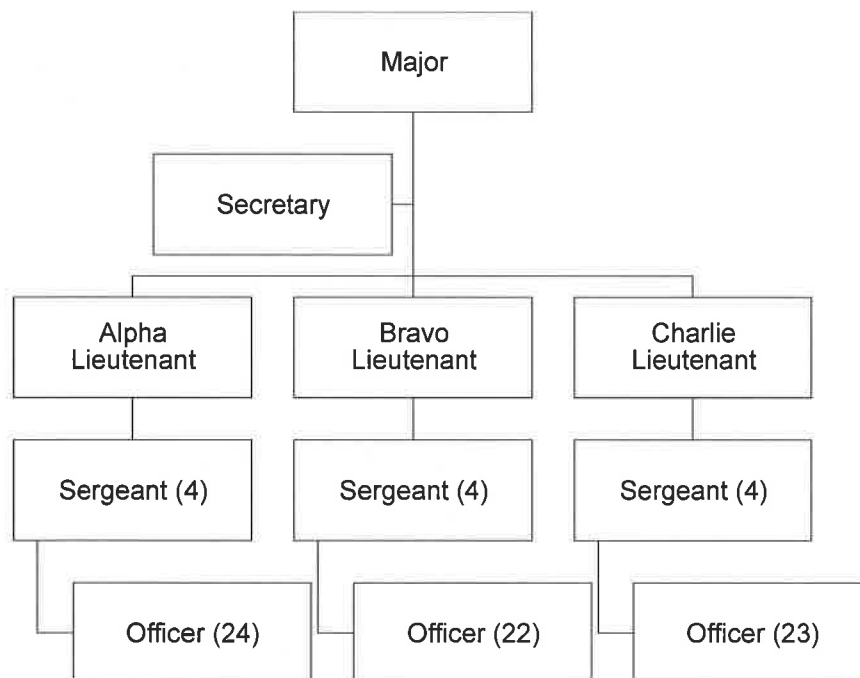 Major
Secretary
Alpha
Lieutenant
Bravo
Lieutenant
Charlie
Lieutenant
Sergeant (4)
Sergeant (4)
Sergeant (4)
Officer (24)
Officer (22)
Officer (23)